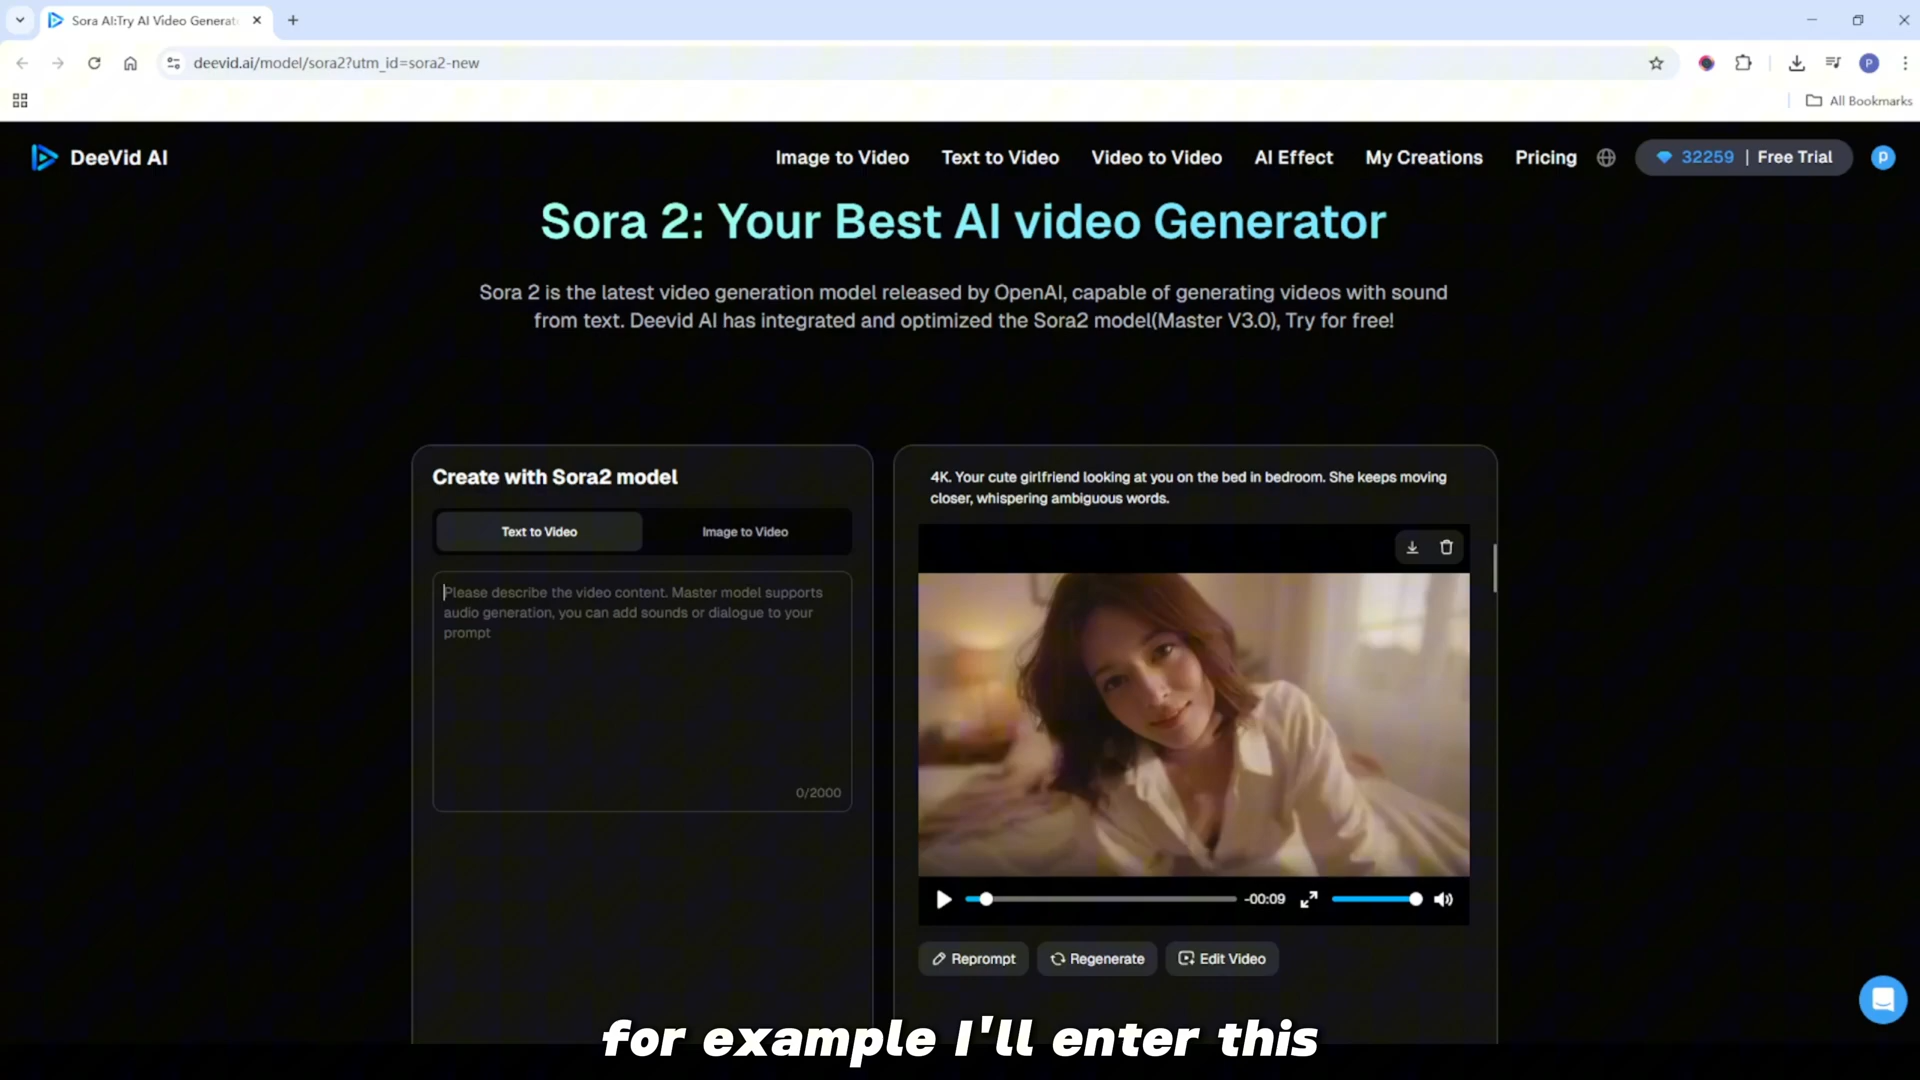 Sora AI:Try AI Video Generat
deevid.ai/model/sora2?utm_id=sora2-new
P
All Bookmarks
DeeVid AI
Image to Video
Text to Video
Video to Video
AI Effect
My Creations
Pricing
32259 | Free Trial
p
Sora 2: Your Best AI video Generator
Sora 2 is the latest video generation model released by OpenAI, capable of generating videos with sound
from text. Deevid AI has integrated and optimized the Sora2 model(Master V3.0), Try for free!
Create with Sora2 model
Text to Video
Image to Video
Please describe the video content. Master model supports
audio generation, you can add sounds or dialogue to your
prompt
0/2000
4K. Your cute girlfriend looking at you on the bed in bedroom. She keeps moving
closer, whispering ambiguous words.
-00:09
Reprompt
Regenerate
Edit Video
for example I'll enter this